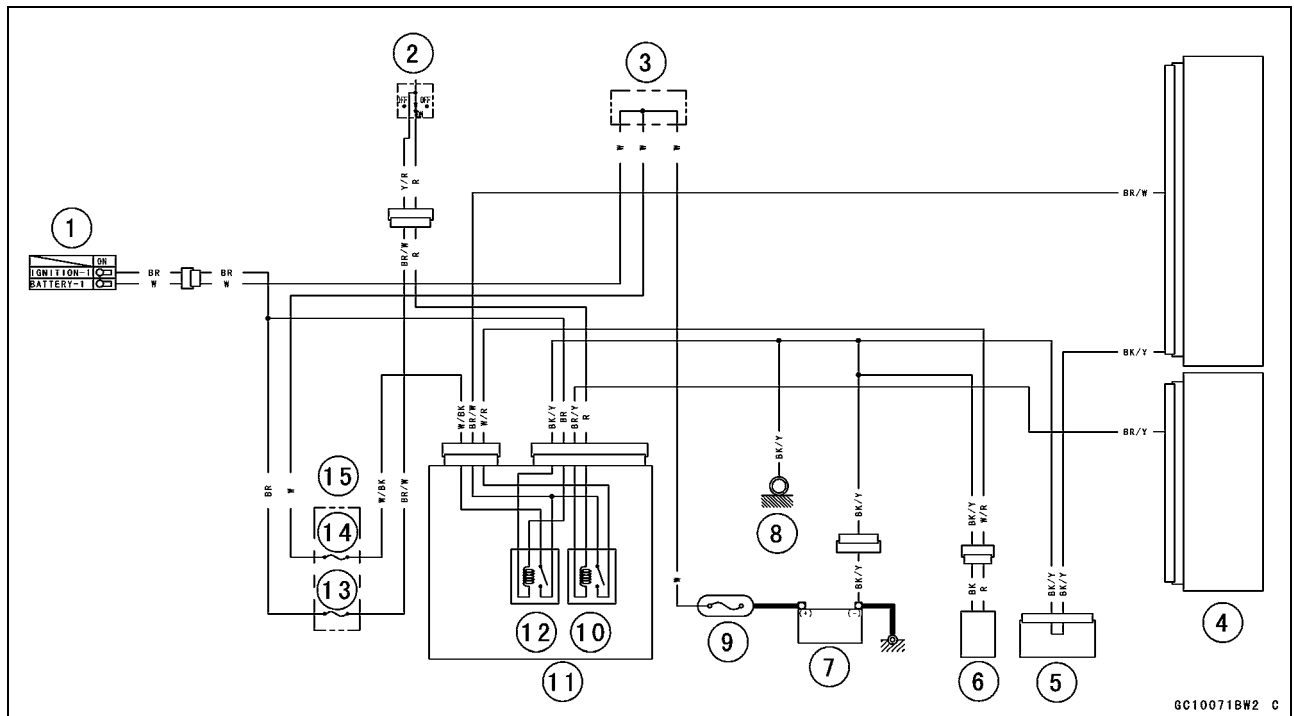 2
3
OFF OFF
ON
W W W
Y/R R
BR/W
1
ON
IGNITION-1 BR BR
BATTERY-1 W W
BR/W R
BK/Y
W/BK BR/W W/R BK/Y BR BR/Y R
BR/Y
BK/Y
15
BR W W/BK BR/W
14
8
BK/Y BK/Y W/R
BK/Y BK/Y
13
W
BK/Y
BK R
(+) (-)
4
12 10
9
7
6
5
11
GC10071BW2 C